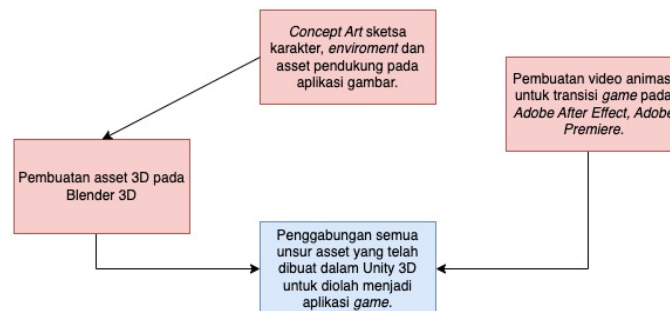 Concept Art sketsa
karakter, enviroment dan
asset pendukung pada
aplikasi gambar.
Pembuatan video animas
untuk transisi game pada
Adobe After Effect, Adobe
Premiere.
Pembuatan asset 3D pada
Blender 3D
Penggabungan semua
unsur asset yang telah
dibuat dalam Unity 3D
untuk diolah menjadi
aplikasi game.